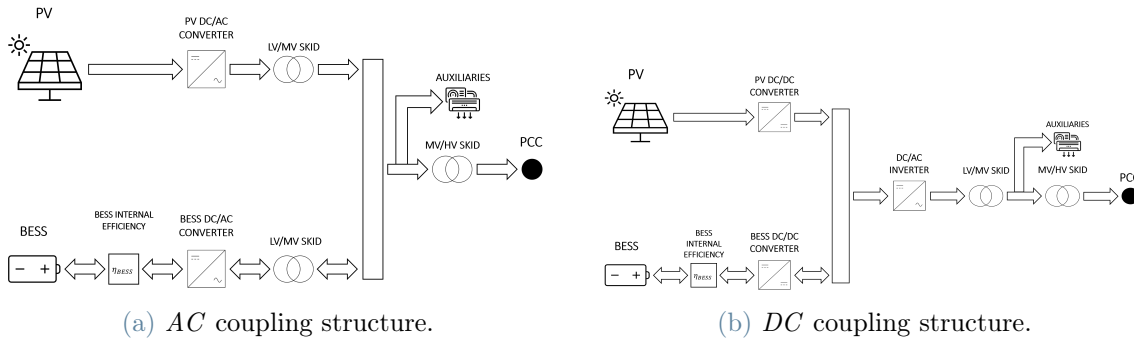 PV
PV DC/AC
CONVERTER
LV/MV SKID
AUXILIARIES
MV/HV SKID
PCC
BESS
BESS INTERNAL
EFFICIENCY
ηBESS
BESS DC/AC
CONVERTER
LV/MV SKID
(a) AC coupling structure.
PV
PV DC/DC
CONVERTER
AUXILIARIES
DC/AC
INVERTER
LV/MV SKID
MV/HV SKID
PCC
BESS
BESS
INTERNAL
EFFICIENCY
ηBESS
BESS DC/DC
CONVERTER
(b) DC coupling structure.